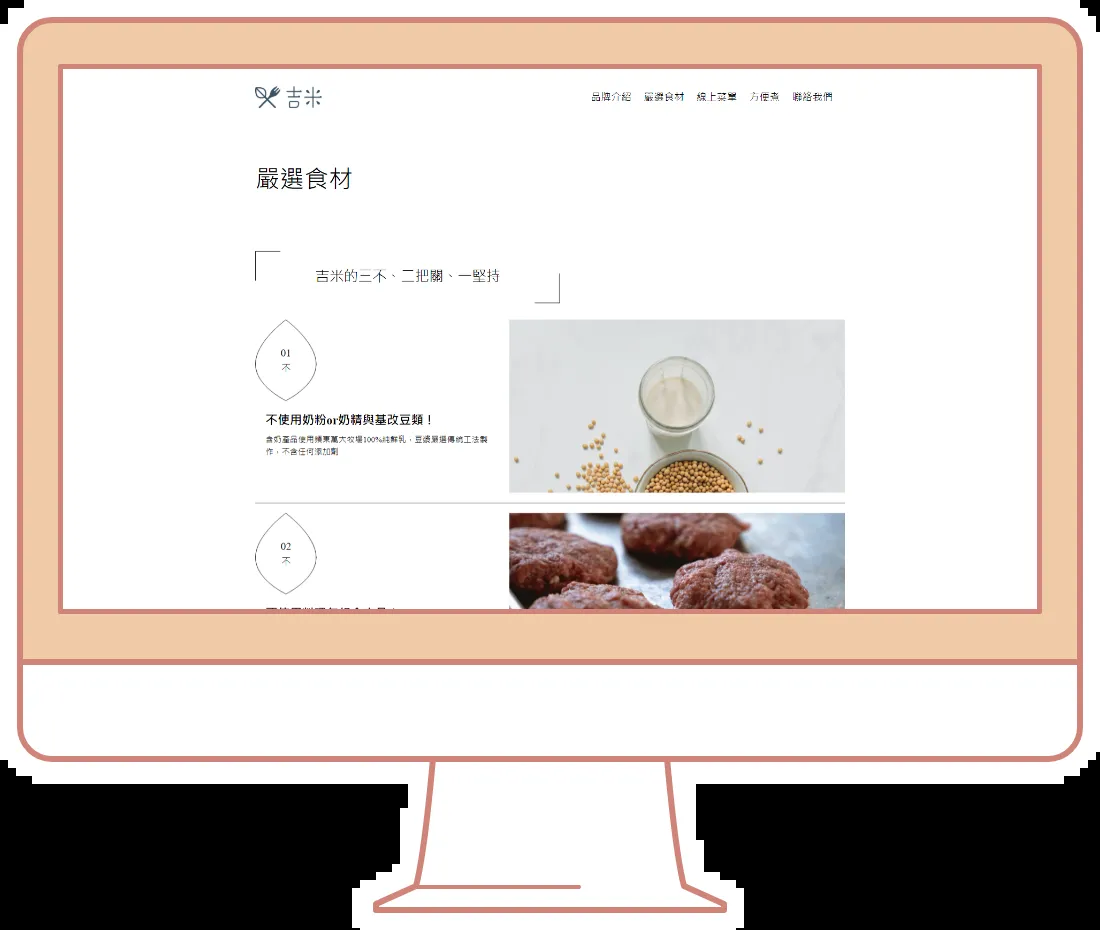 吉米
品牌介紹 嚴選食材 線上菜單 方便煮 聯絡我們
嚴選食材
吉米的三不、二把關、一堅持
01
不
不使用奶粉or奶精與基改豆類！
含奶產品使用屏東萬大牧場100%純鮮乳，豆漿嚴選傳統工法製
作，不含任何添加劑
02
不